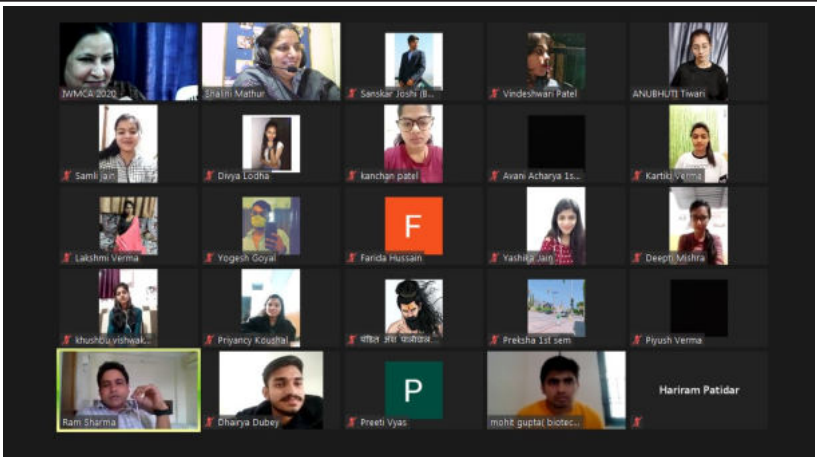 IWMCA 2020
Shalini Mathur
Sanskar Joshi (B...
Vindeshwari Patel
ANUBHUTI Tiwari
Samli jain
Divya Lodha
kanchan patel
Avani Acharya 1s...
Kartiki Verma
Lakshmi Verma
Yogesh Goyal
F
Farida Hussain
Yashika Jain
Deepti Mishra
khushbu vishwak...
Priyancy Koushal
पंडित अंश
Preksha 1st sem
Piyush Verma
Ram Sharma
Dhairya Dubey
P
Preeti Vyas
mohit gupta( biotec...
Hariram Patidar